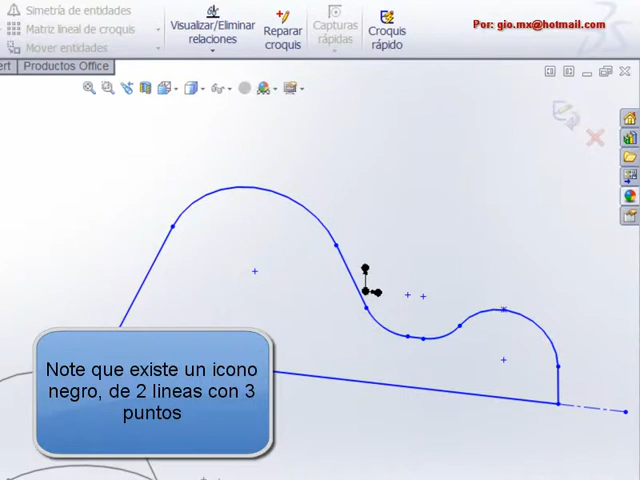 Simetría de entidades
Matriz lineal de croquis
Mover entidades
Visualizar/Eliminar
relaciones
Reparar
croquis
Capturas
rápidas
Croquis
rápido
Por: gio.mx@hotmail.com
ert
Productos Office
Note que existe un icono
negro, de 2 lineas con 3
puntos